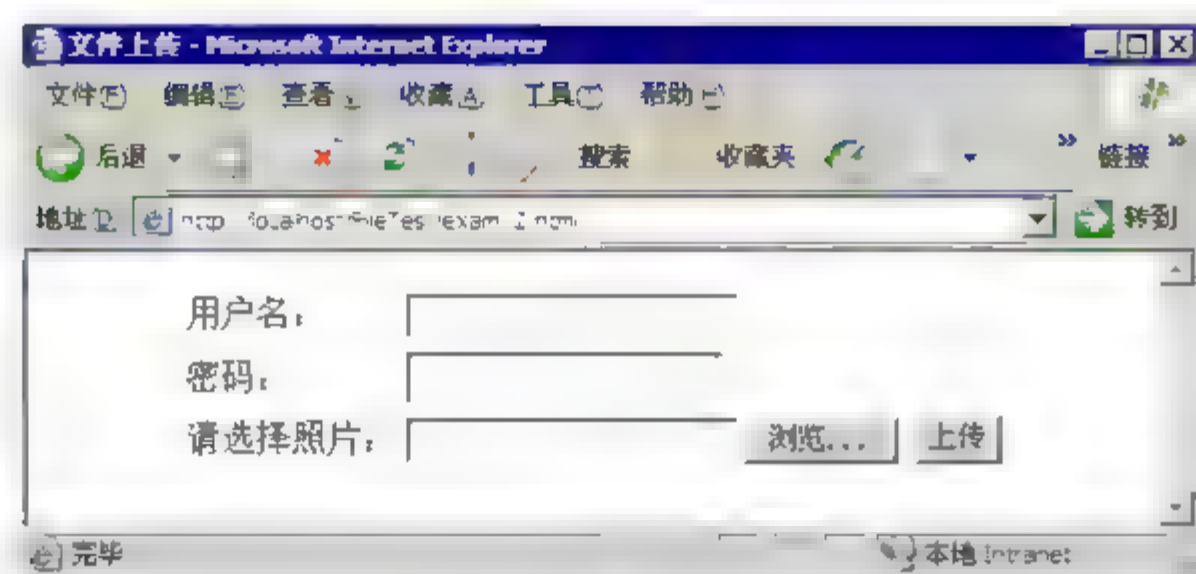 文件上传 - Microsoft Internet Explorer
文件(F) 编辑(E) 查看 收藏(A) 工具(T) 帮助(H)
后退 搜索 收藏夹 » 链接 »
地址(D) 转到
用户名:
密码:
请选择照片: 浏览... 上传
完毕 本地 Intranet